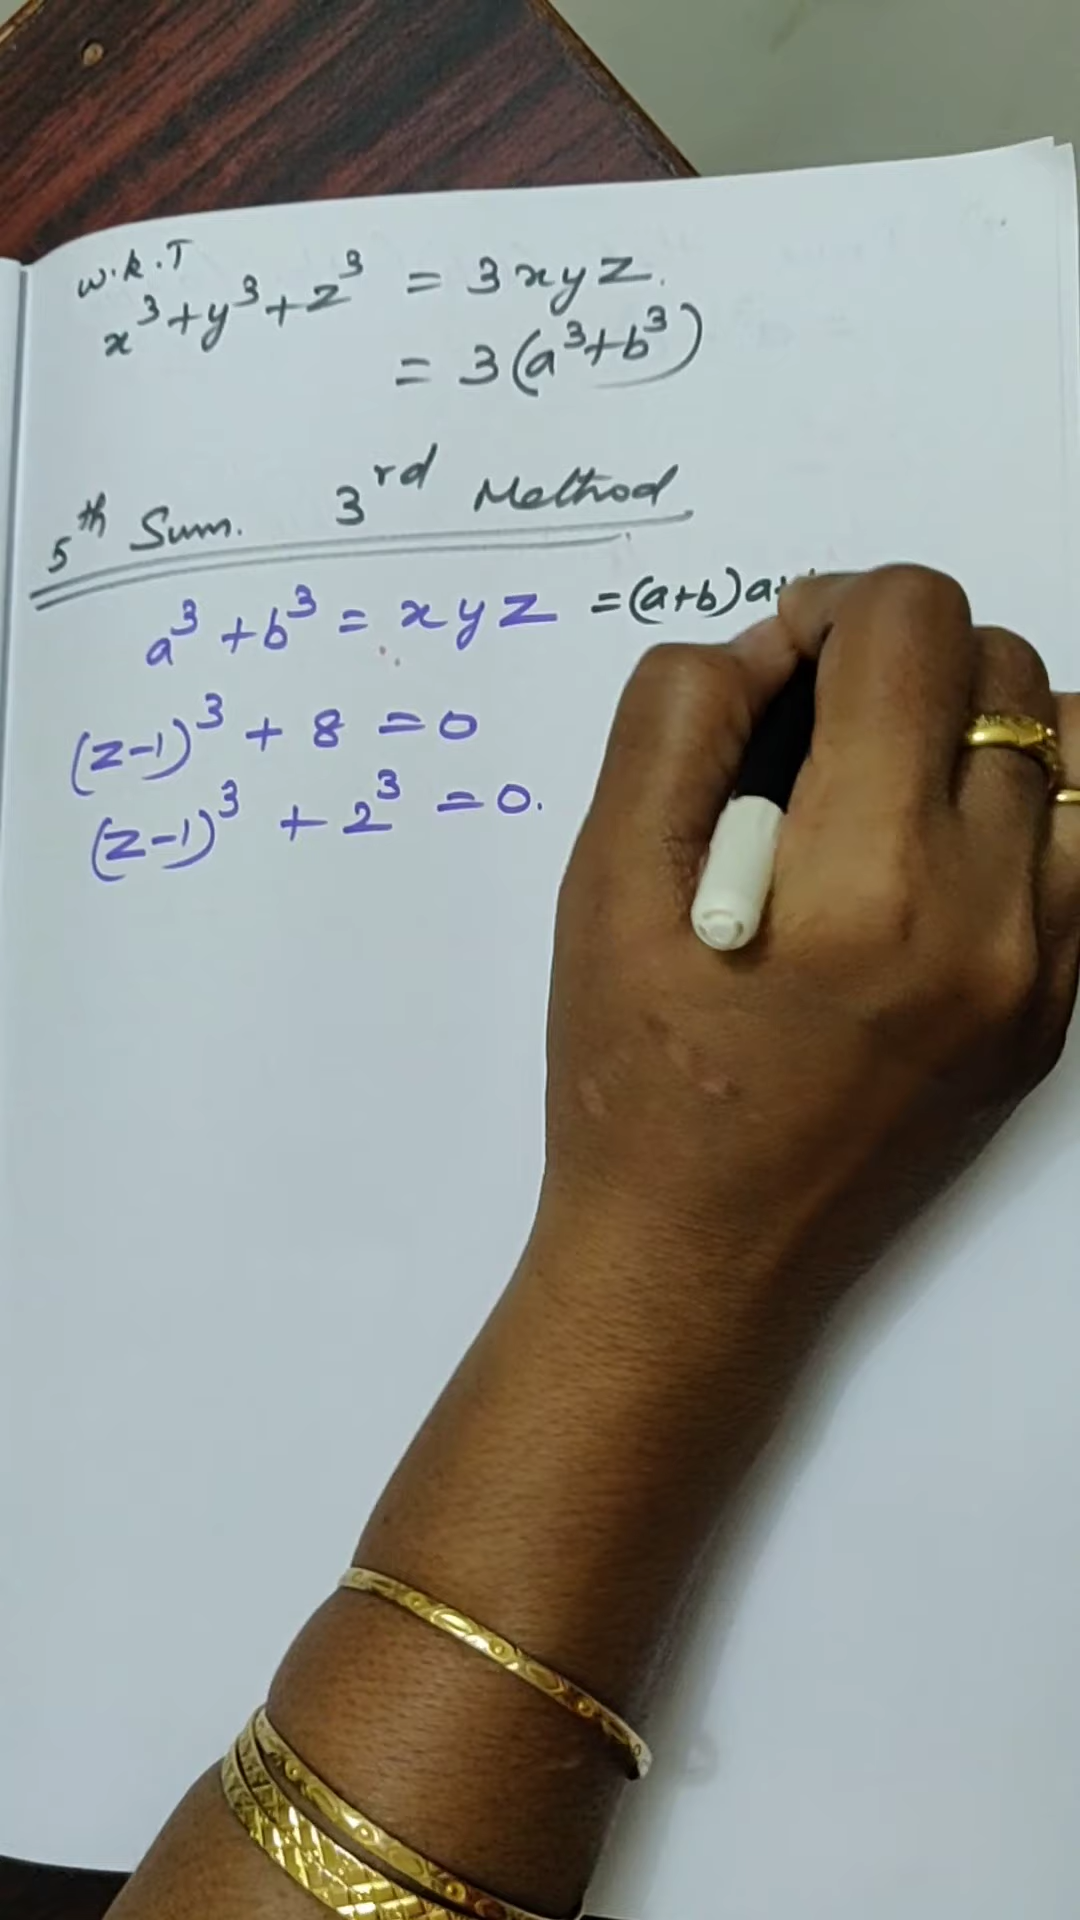 W.K.T
x³+y³+z³ = 3xyz.
= 3(a³+b³)
5th Sum. 3rd Method
a³+b³ = xyz =(a+b)a+
(z-1)³ + 8 =0
(z-1)³ + 2³ =0.